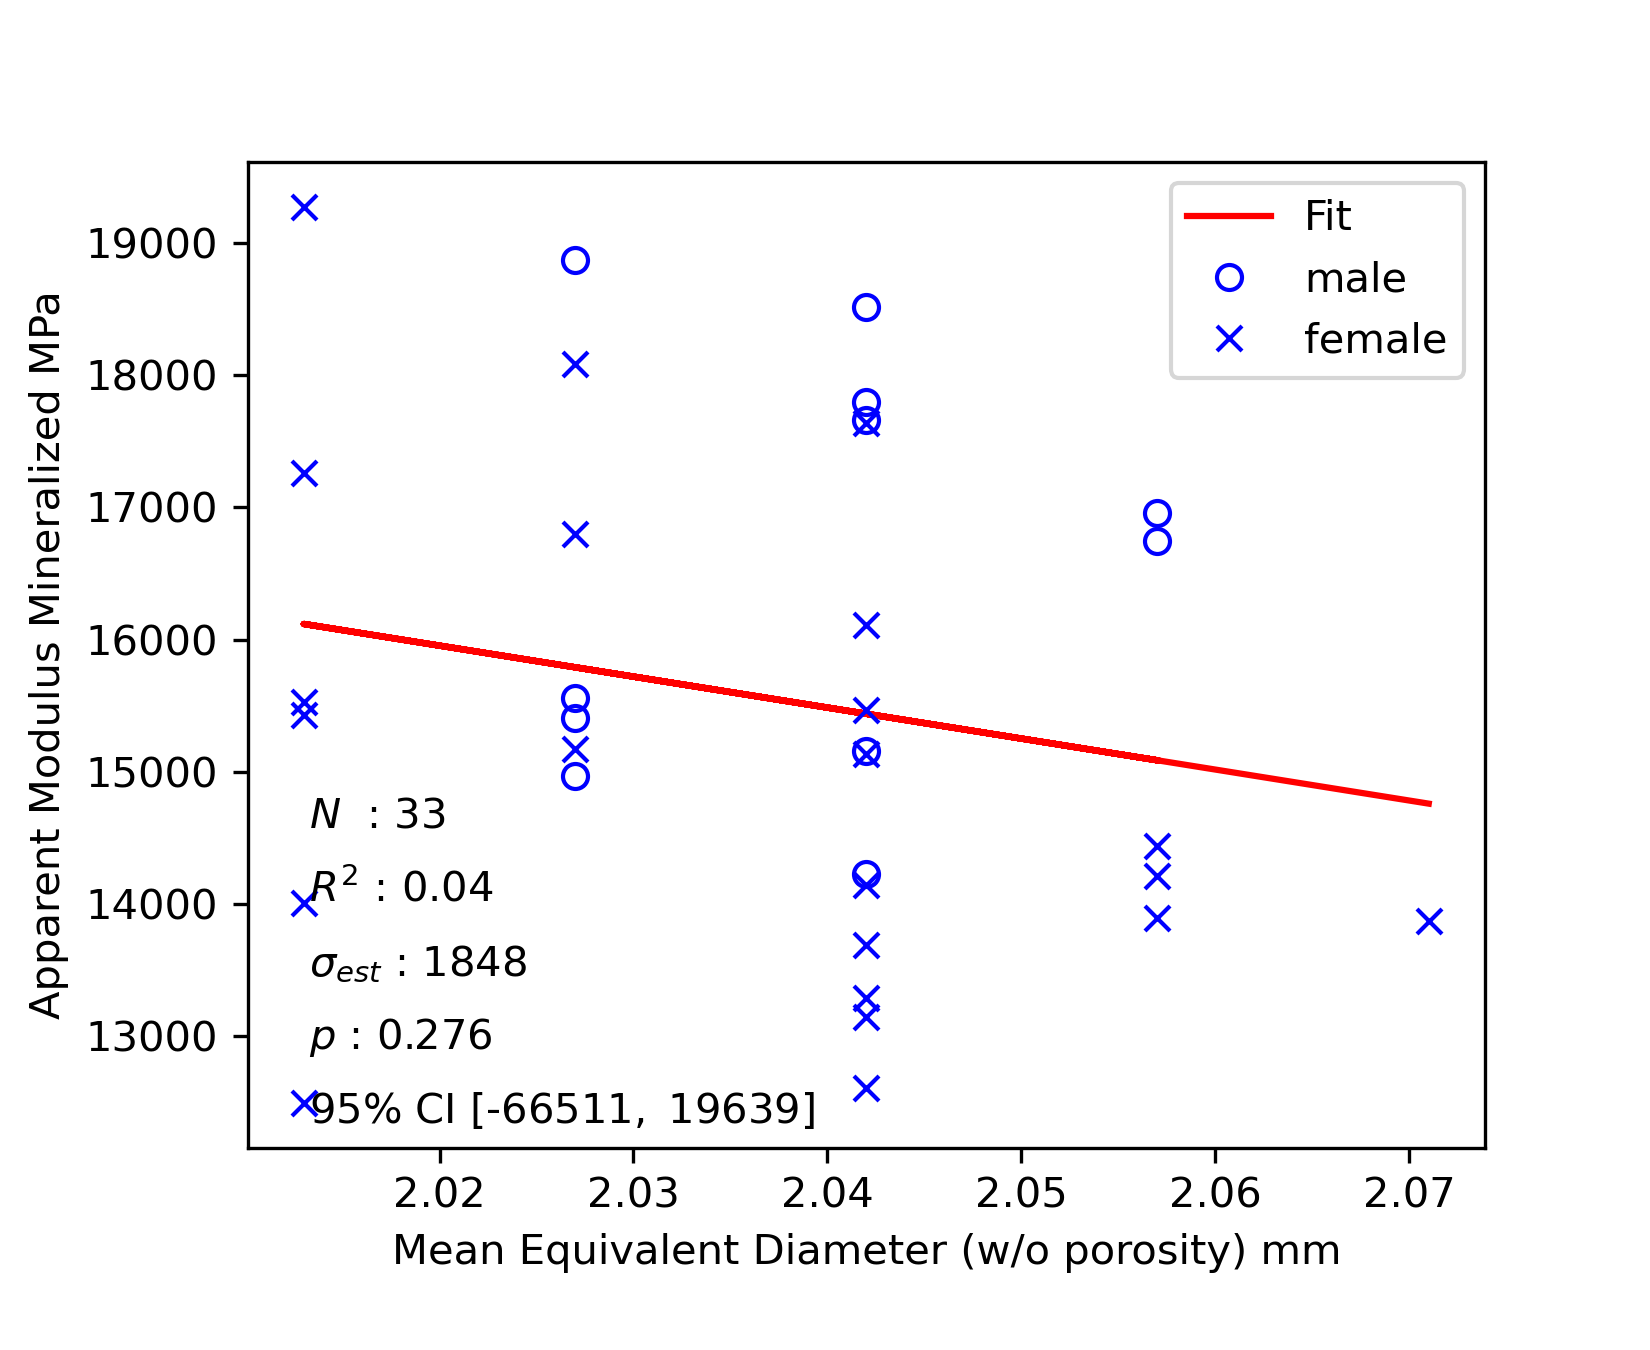 Fit
male
female
19000
18000
17000
16000
15000
14000
13000
Apparent Modulus Mineralized MPa
N : 33
R² : 0.04
σest : 1848
p : 0.276
95% CI [-66511, 19639]
2.02 2.03 2.04 2.05 2.06 2.07
Mean Equivalent Diameter (w/o porosity) mm